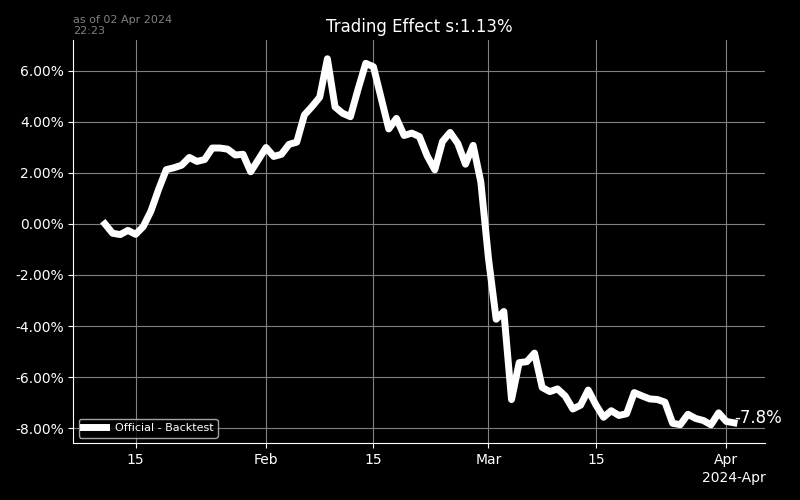 as of 02 Apr 2024
22:23
Trading Effect s:1.13%
6.00%
4.00%
2.00%
0.00%
-2.00%
-4.00%
-6.00%
-8.00%
-7.8%
Official - Backtest
15 Feb 15 Mar 15 Apr
2024-Apr